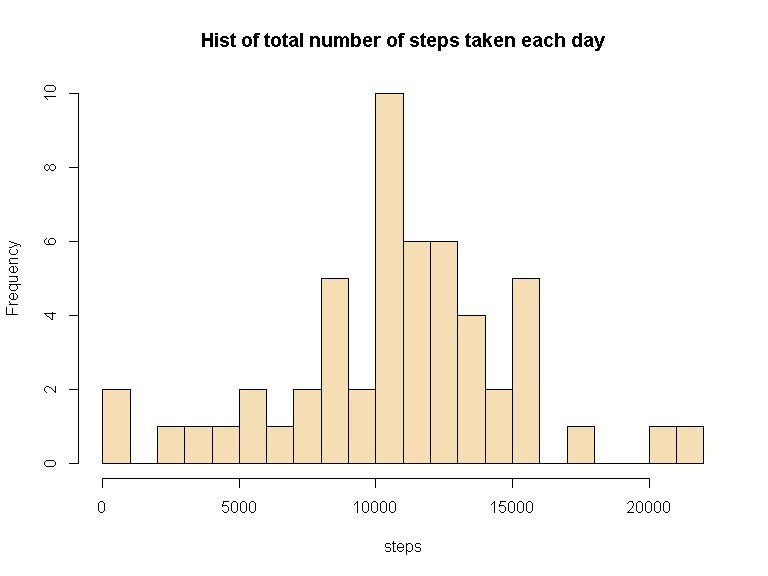 Hist of total number of steps taken each day
Frequency
10
8
6
4
2
0
0 5000 10000 15000 20000
steps